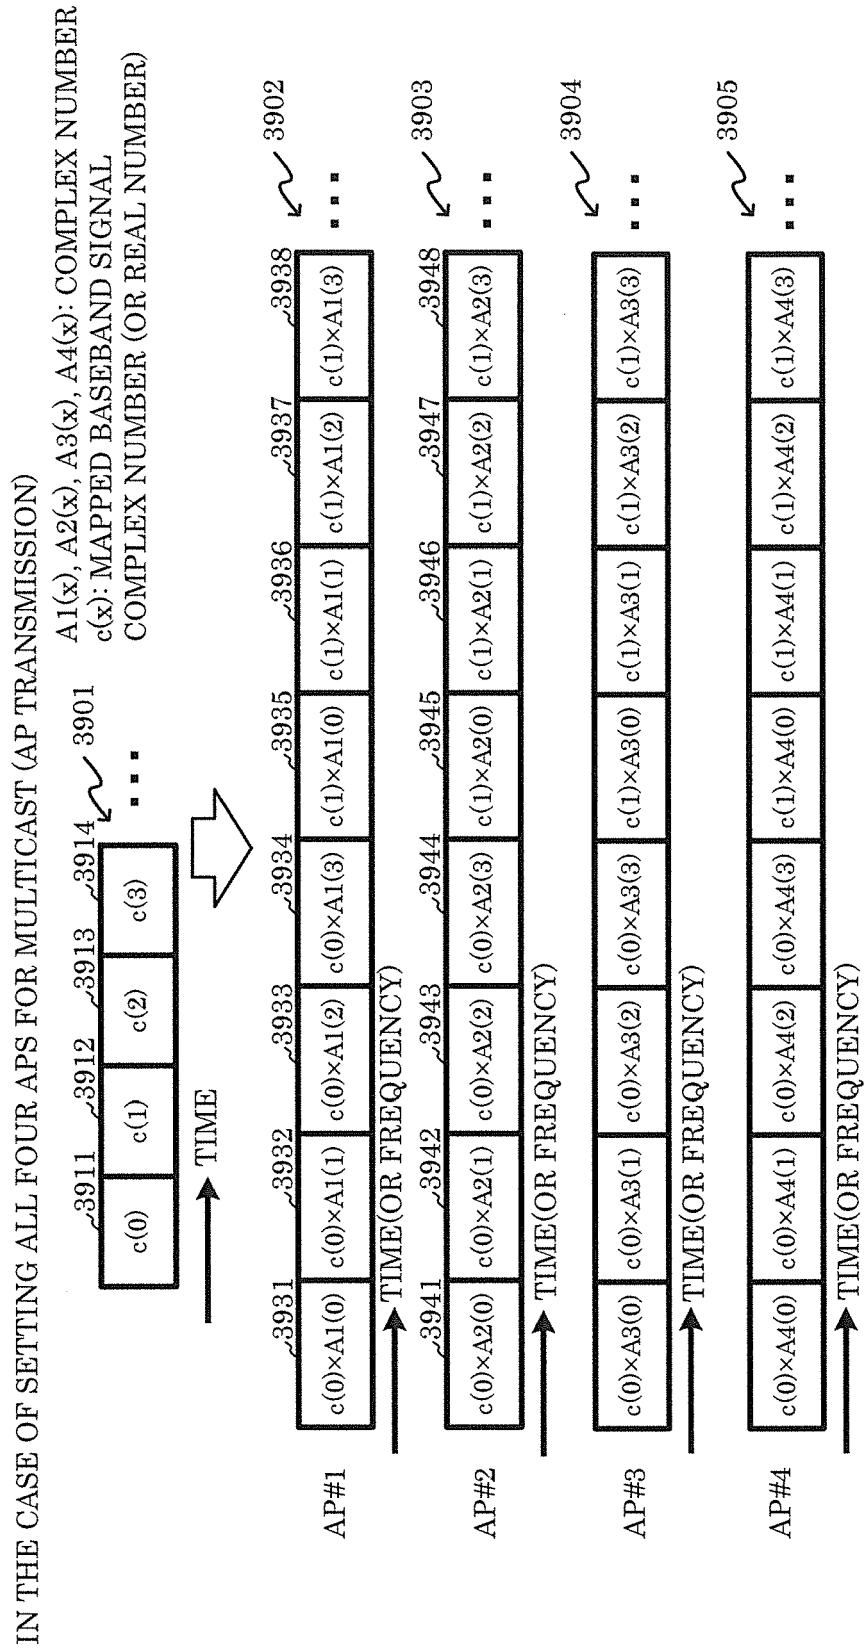 IN THE CASE OF SETTING ALL FOUR APS FOR MULTICAST (AP TRANSMISSION)
A1(x), A2(x), A3(x), A4(x): COMPLEX NUMBER
c(x): MAPPED BASEBAND SIGNAL
COMPLEX NUMBER (OR REAL NUMBER)
3911 3912 3913 3914 3901
c(0) c(1) c(2) c(3) ...
TIME
3931 3932 3933 3934 3935 3936 3937 3938 3902
AP#1 c(0)×A1(0) c(0)×A1(1) c(0)×A1(2) c(0)×A1(3) c(1)×A1(0) c(1)×A1(1) c(1)×A1(2) c(1)×A1(3) ...
TIME(OR FREQUENCY)
3941 3942 3943 3944 3945 3946 3947 3948 3903
AP#2 c(0)×A2(0) c(0)×A2(1) c(0)×A2(2) c(0)×A2(3) c(1)×A2(0) c(1)×A2(1) c(1)×A2(2) c(1)×A2(3) ...
TIME(OR FREQUENCY)
3904
AP#3 c(0)×A3(0) c(0)×A3(1) c(0)×A3(2) c(0)×A3(3) c(1)×A3(0) c(1)×A3(1) c(1)×A3(2) c(1)×A3(3) ...
TIME(OR FREQUENCY)
3905
AP#4 c(0)×A4(0) c(0)×A4(1) c(0)×A4(2) c(0)×A4(3) c(1)×A4(0) c(1)×A4(1) c(1)×A4(2) c(1)×A4(3) ...
TIME(OR FREQUENCY)